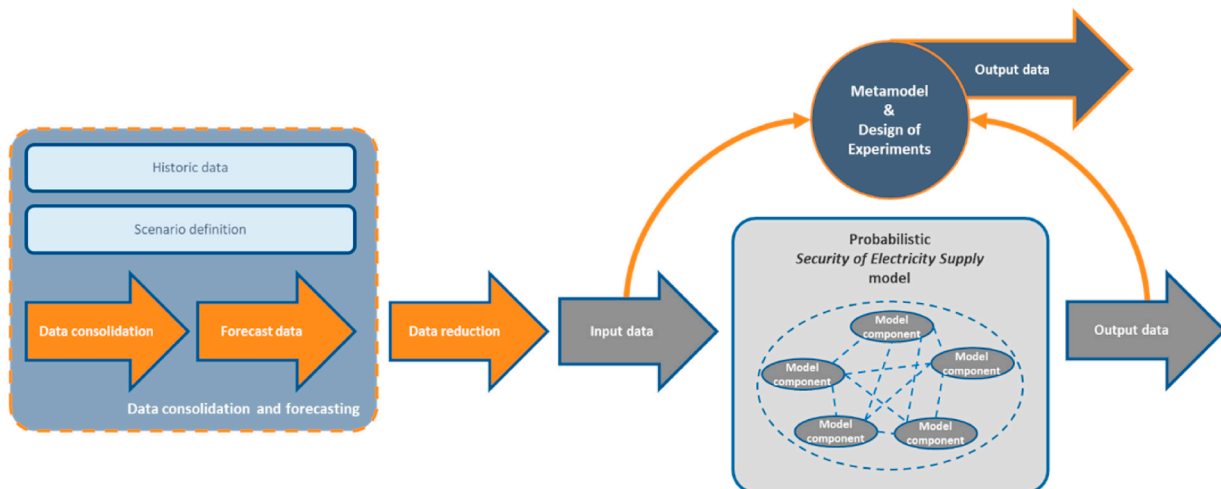 Historic data
Scenario definition
Data consolidation
Forecast data
Data consolidation and forecasting
Data reduction
Input data
Metamodel
&
Design of
Experiments
Output data
Probabilistic
Security of Electricity Supply
model
Model
component
Model
component
Model
component
Model
component
Model
component
Output data